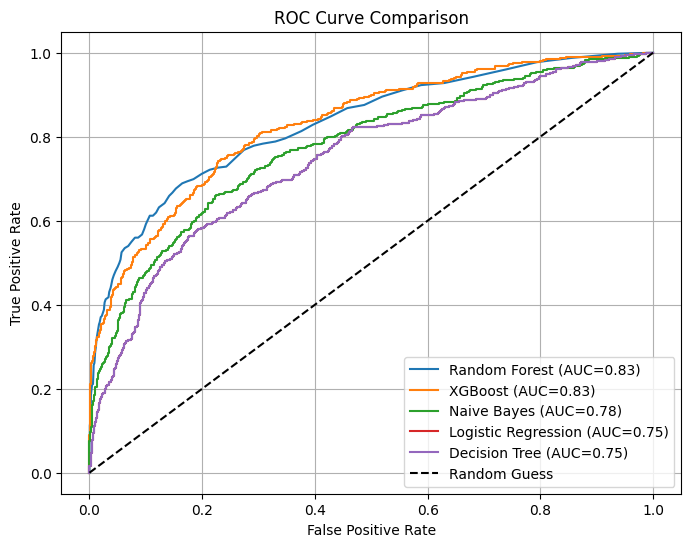 ROC Curve Comparison
True Positive Rate
1.0
0.8
0.6
0.4
0.2
0.0
Random Forest (AUC=0.83)
XGBoost (AUC=0.83)
Naive Bayes (AUC=0.78)
Logistic Regression (AUC=0.75)
Decision Tree (AUC=0.75)
Random Guess
0.0 0.2 0.4 0.6 0.8 1.0
False Positive Rate